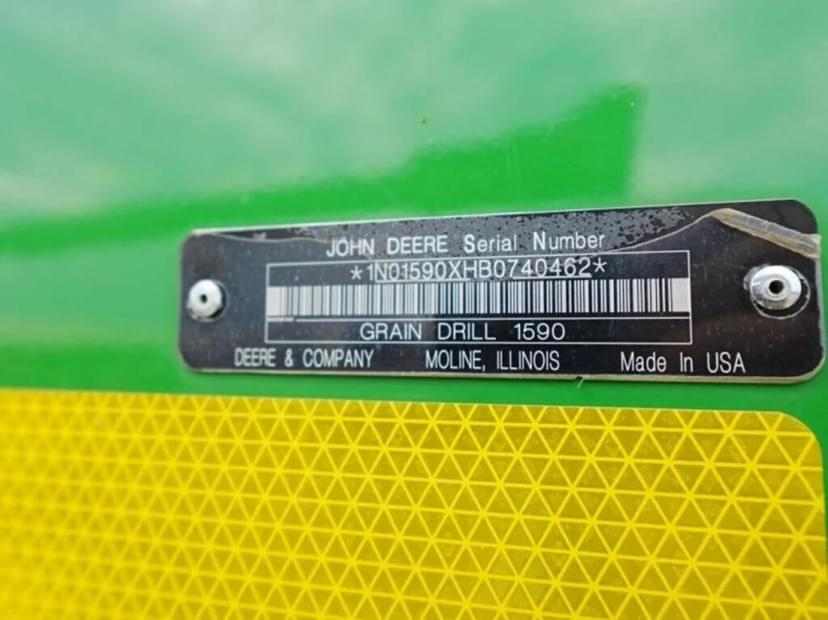 JOHN DEERE Serial Number
*1N01590XHB0740462*
GRAIN DRILL 1590
DEERE & COMPANY MOLINE, ILLINOIS Made In USA